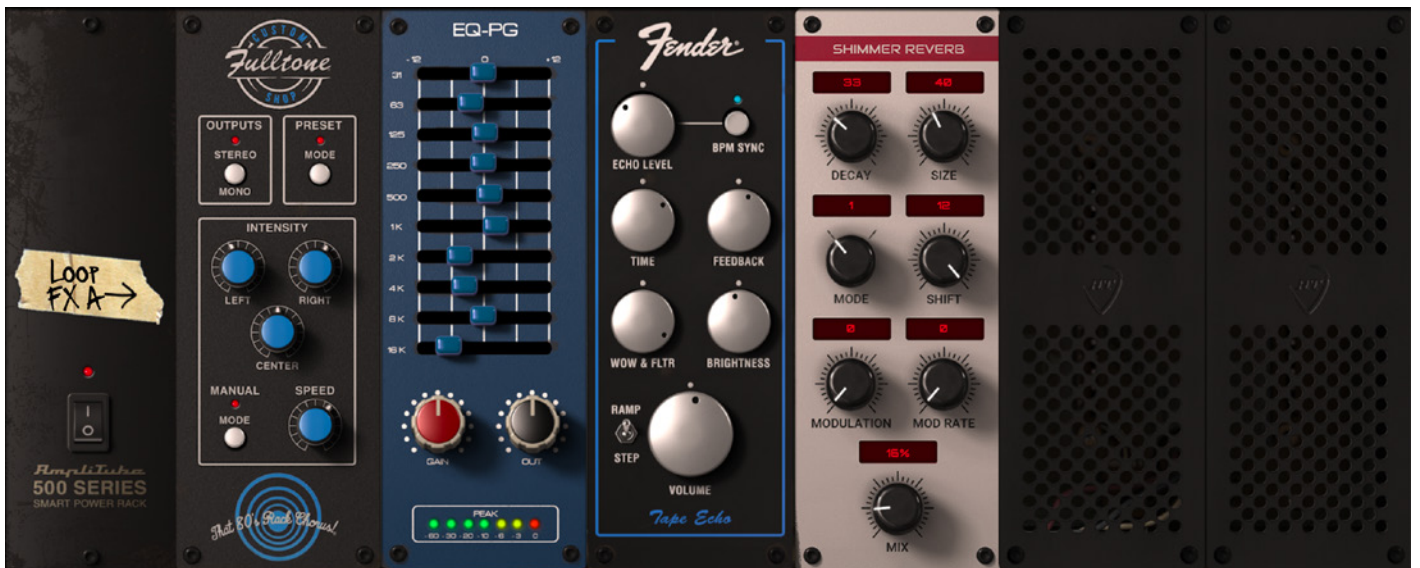 LOOP
FX A→
AmpliTube
500 SERIES
SMART POWER RACK
CUSTOM
Fulltone
SHOP
OUTPUTS
STEREO
MONO
PRESET
MODE
INTENSITY
LEFT
RIGHT
CENTER
MANUAL
MODE
SPEED
That 80's Rack Chorus!
EQ-PG
-12 0 +12
31
63
125
250
500
1K
2K
4K
8K
16K
GAIN
OUT
PEAK
-60 -30 -20 -10 -6 -3 0
Fender
ECHO LEVEL
BPM SYNC
TIME
FEEDBACK
WOW & FLTR
BRIGHTNESS
RAMP
STEP
VOLUME
Tape Echo
SHIMMER REVERB
33 40
DECAY SIZE
1 12
MODE SHIFT
0 0
MODULATION MOD RATE
15%
MIX